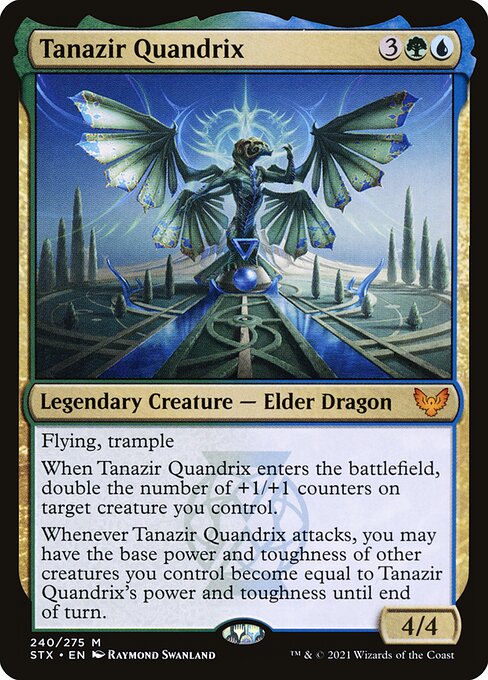 Tanazir Quandrix 3
Legendary Creature — Elder Dragon
Flying, trample
When Tanazir Quandrix enters the battlefield,
double the number of +1/+1 counters on
target creature you control.
Whenever Tanazir Quandrix attacks, you may
have the base power and toughness of other
creatures you control become equal to Tanazir
Quandrix's power and toughness until end
of turn.
4/4
240/275 M
STX • EN Raymond Swanland
™ & © 2021 Wizards of the Coast